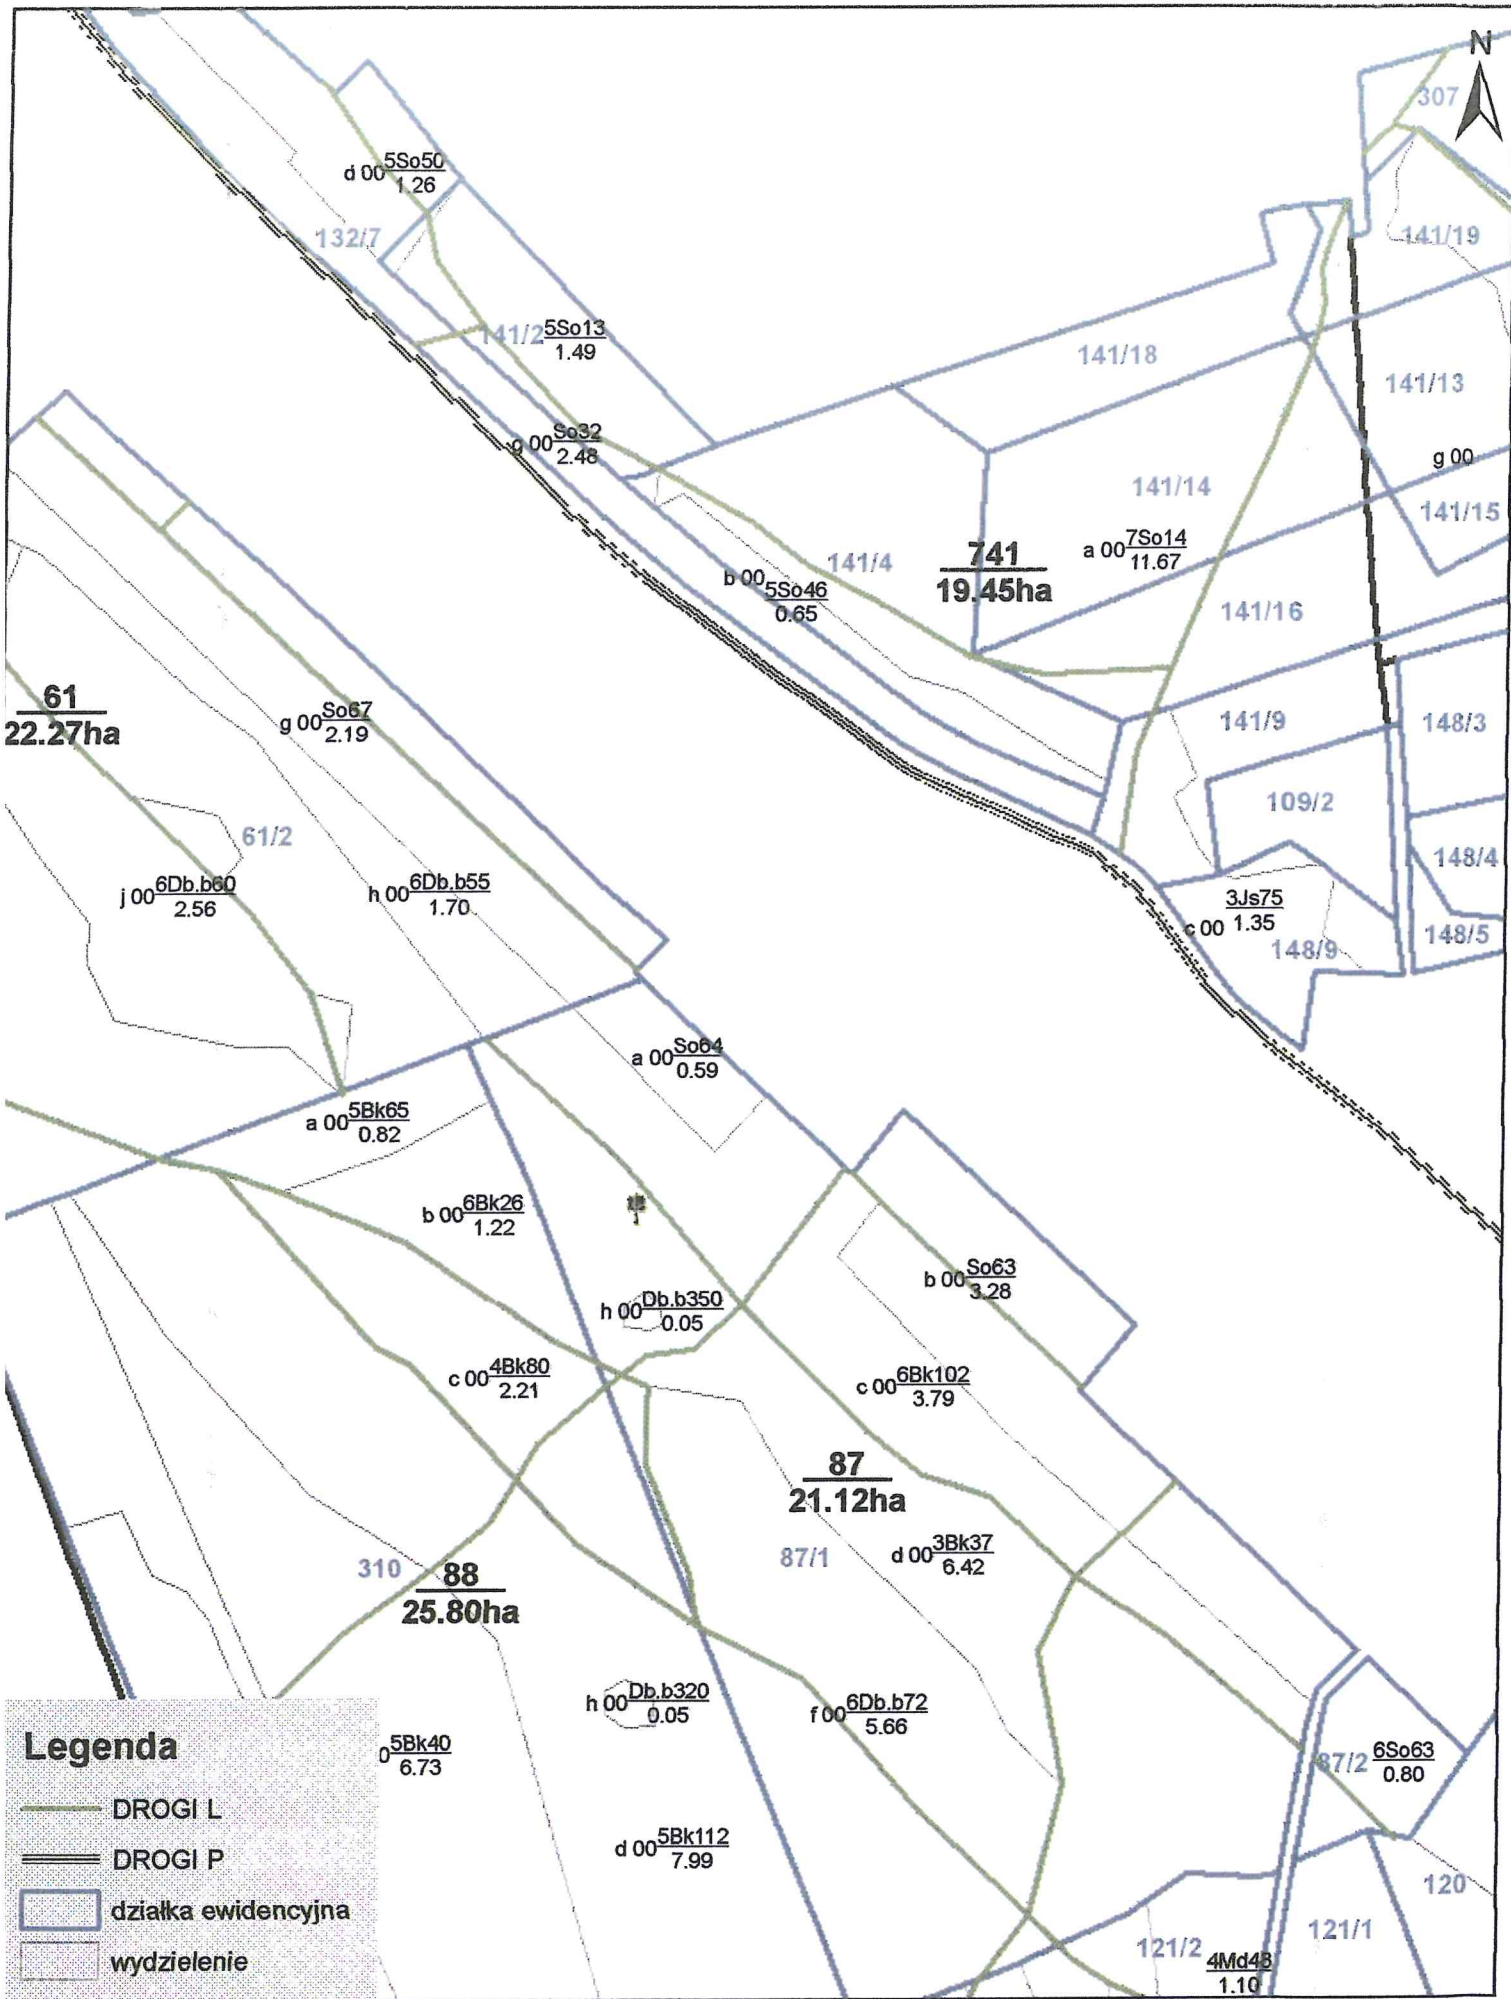 N
307
d 00 5So50
1.26
132/7
141/19
141/2 5So13
1.49
141/18
141/13
g 00 So32
2.48
g 00
141/14
141/15
741
19.45ha
a 00 7So14
11.67
141/4
b 00 5So46
0.65
141/16
61
22.27ha
g 00 So67
2.19
141/9
148/3
109/2
61/2
148/4
j 00 6Db.b60
2.56
h 00 6Db.b55
1.70
3Js75
c 00 1.35
148/9
148/5
a 00 So64
0.59
a 00 5Bk65
0.82
b 00 6Bk26
1.22
b 00 So63
3.28
h 00 Db.b350
0.05
c 00 4Bk80
2.21
c 00 6Bk102
3.79
87
21.12ha
87/1
d 00 3Bk37
6.42
310
88
25.80ha
h 00 Db.b320
0.05
f 00 6Db.b72
5.66
0 5Bk40
6.73
87/2 6So63
0.80
d 00 5Bk112
7.99
120
121/1
121/2
4Md48
1.10
Legenda
DROGI L
DROGI P
działka ewidencyjna
wydzielenie